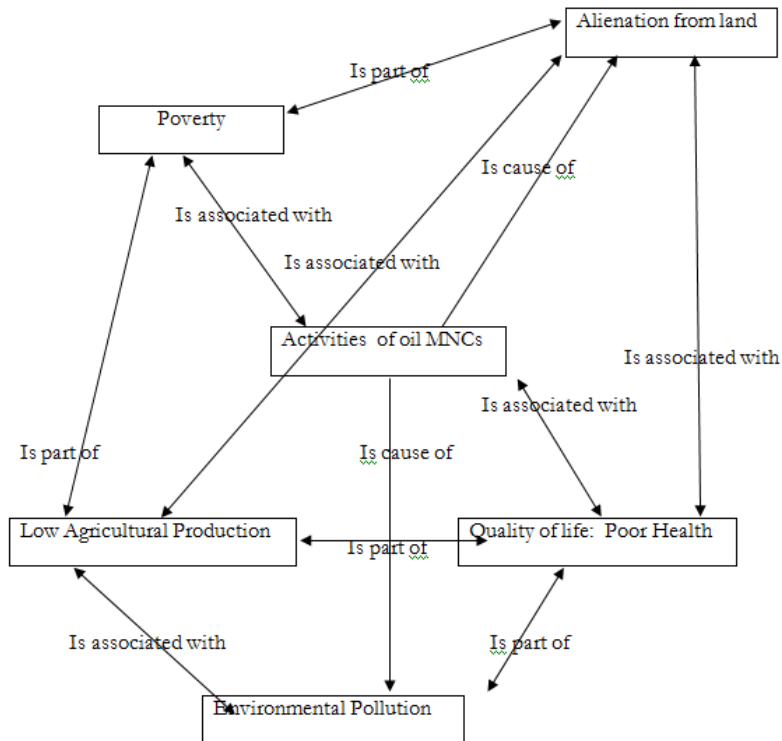 Alienation from land
Is part of
Poverty
Is cause of
Is associated with
Is associated with
Activities of oil MNCs
Is associated with
Is associated with
Is part of
Is cause of
Low Agricultural Production
Quality of life: Poor Health
Is part of
Is associated with
Is part of
Environmental Pollution